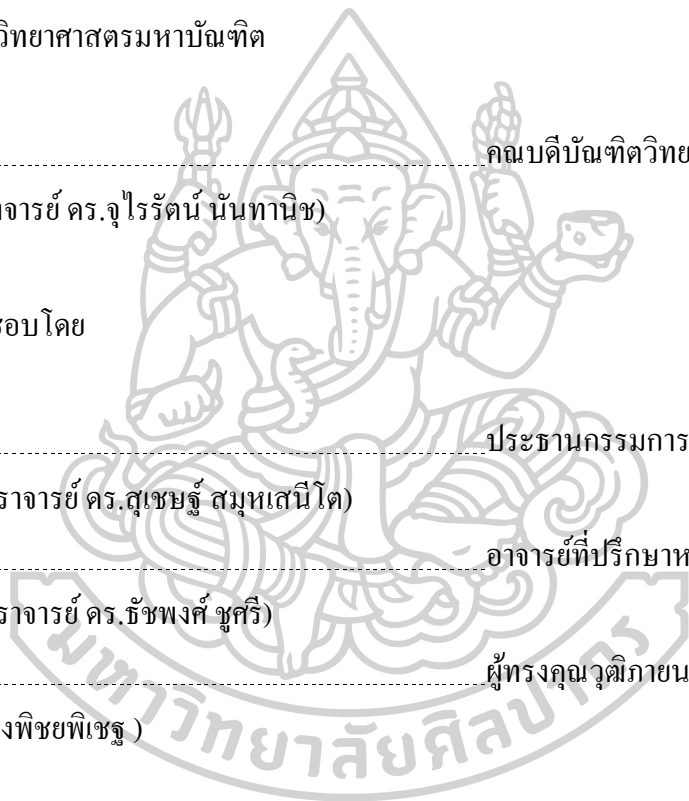 วิทยาศาสตรมหาบัณฑิต
คณบดีบัณฑิตวิทย
าจารย์ ดร.จุไรรัตน์ นันทานิช)
อบโดย
ประธานกรรมการ
ราจารย์ ดร.สุเชษฐ์ สมุหเสนีโต)
อาจารย์ที่ปรึกษาห
ราจารย์ ดร.ธัชพงศ์ ชูศรี)
ผู้ทรงคุณวุฒิภายน
งพิชยพิเชฐ )
มหาวิทยาลัยศิลปากร